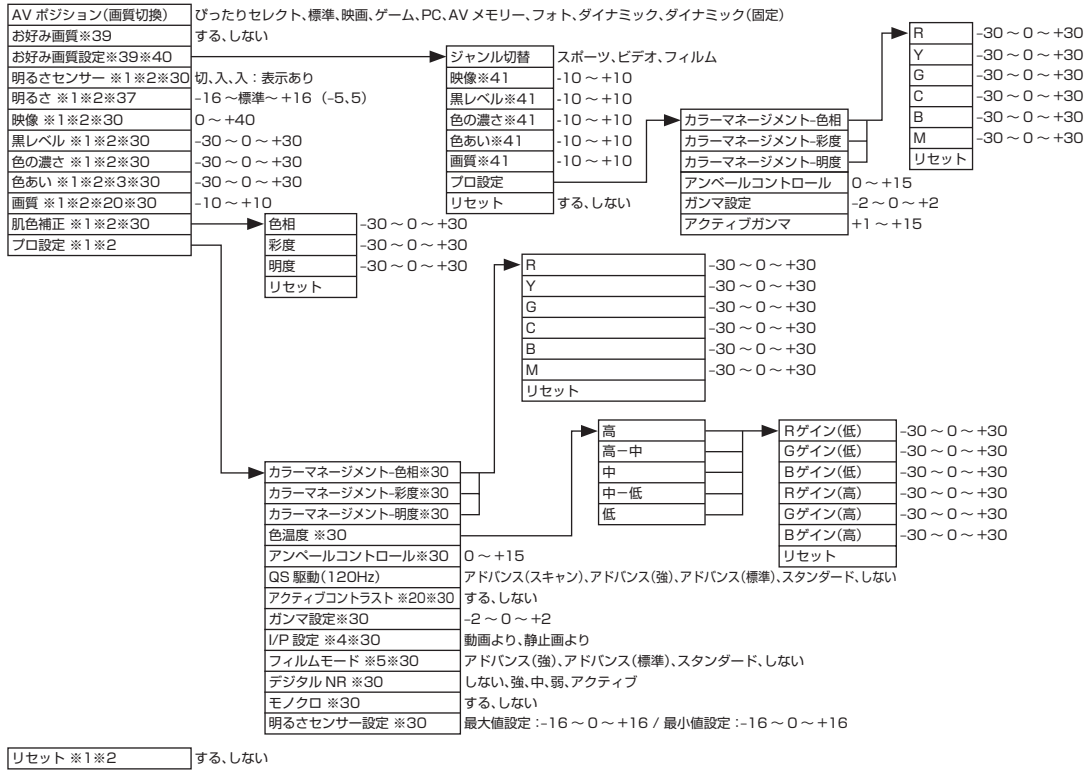 AV ポジション(画質切換) ぴったりセレクト、標準、映画、ゲーム、PC、AV メモリー、フォト、ダイナミック、ダイナミック(固定)
お好み画質※39 する、しない
お好み画質設定※39※40
明るさセンサー ※1※2※30 切、入、入：表示あり
明るさ ※1※2※37 –16～標準～+16 (–5、5)
映像 ※1※2※30 0～+40
黒レベル ※1※2※30 –30～0～+30
色の濃さ ※1※2※30 –30～0～+30
色あい ※1※2※3※30 –30～0～+30
画質 ※1※2※20※30 –10～+10
肌色補正 ※1※2※30
プロ設定 ※1※2
ジャンル切替 スポーツ、ビデオ、フィルム
映像※41 -10～+10
黒レベル※41 -10～+10
色の濃さ※41 -10～+10
色あい※41 -10～+10
画質※41 -10～+10
プロ設定
リセット する、しない
カラーマネージメント–色相
カラーマネージメント–彩度
カラーマネージメント–明度
アンベールコントロール 0～+15
ガンマ設定 –2～0～+2
アクティブガンマ +1～+15
R –30～0～+30
Y –30～0～+30
G –30～0～+30
C –30～0～+30
B –30～0～+30
M –30～0～+30
リセット
色相 –30～0～+30
彩度 –30～0～+30
明度 –30～0～+30
リセット
R –30～0～+30
Y –30～0～+30
G –30～0～+30
C –30～0～+30
B –30～0～+30
M –30～0～+30
リセット
カラーマネージメント–色相※30
カラーマネージメント–彩度※30
カラーマネージメント–明度※30
色温度 ※30
アンベールコントロール※30 0～+15
QS 駆動(120Hz) アドバンス(スキャン)、アドバンス(強)、アドバンス(標準)、スタンダード、しない
アクティブコントラスト ※20※30 する、しない
ガンマ設定※30 –2～0～+2
I/P 設定 ※4※30 動画より、静止画より
フィルムモード ※5※30 アドバンス(強)、アドバンス(標準)、スタンダード、しない
デジタル NR ※30 しない、強、中、弱、アクティブ
モノクロ ※30 する、しない
明るさセンサー設定 ※30 最大値設定：–16～0～+16 / 最小値設定：–16～0～+16
高
高－中
中
中－低
低
Rゲイン(低) –30～0～+30
Gゲイン(低) –30～0～+30
Bゲイン(低) –30～0～+30
Rゲイン(高) –30～0～+30
Gゲイン(高) –30～0～+30
Bゲイン(高) –30～0～+30
リセット
リセット ※1※2 する、しない